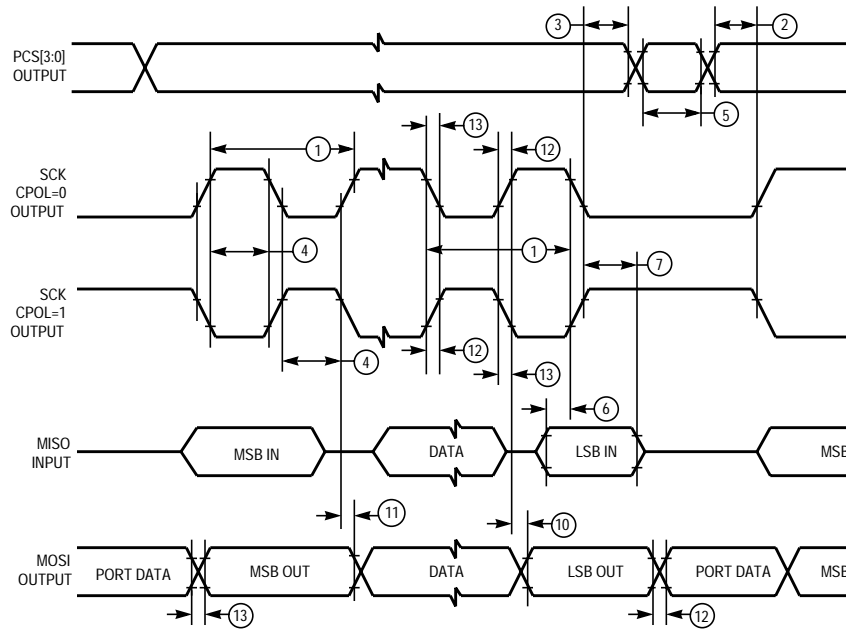 3
2
PCS[3:0]
OUTPUT
5
13
1
12
SCK
CPOL=0
OUTPUT
4
1
7
SCK
CPOL=1
OUTPUT
4
12
13
6
MISO
INPUT
MSB IN
DATA
LSB IN
MSB
11
10
MOSI
OUTPUT
PORT DATA
MSB OUT
DATA
LSB OUT
PORT DATA
MSB
13
12